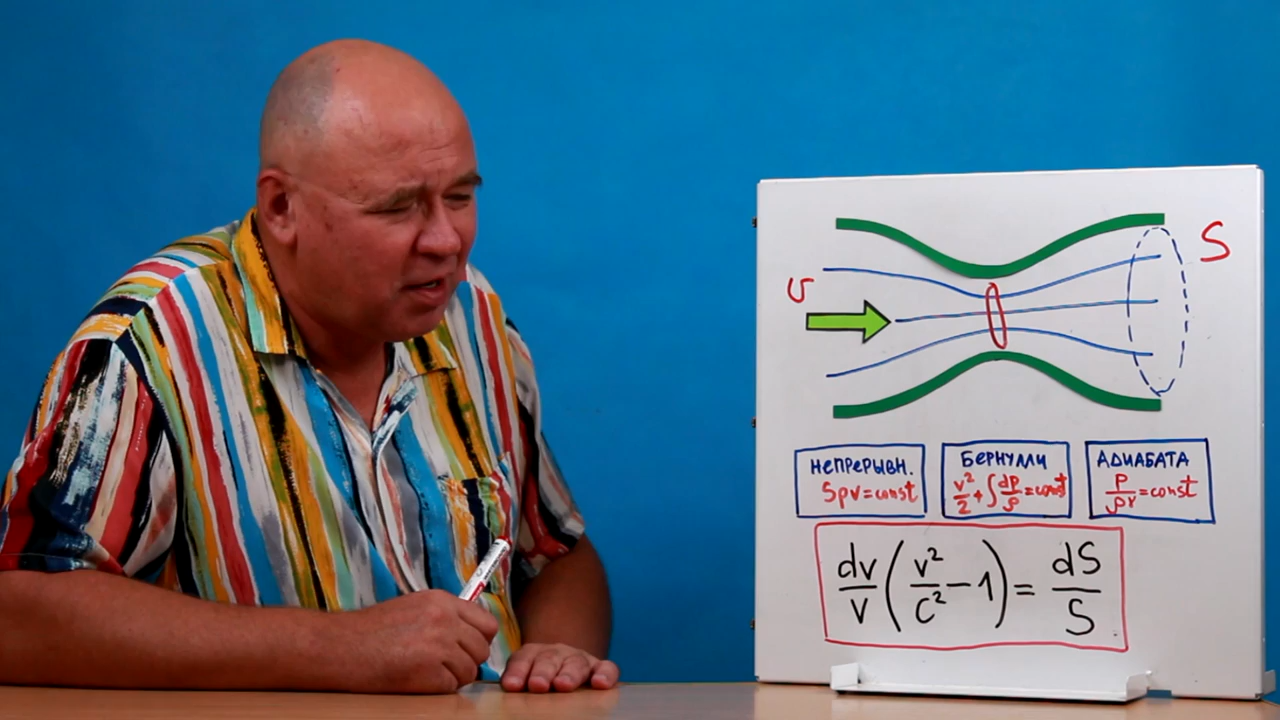 S
υ
НЕПРЕРЫВН.
Sρv=const
БЕРНУЛЛИ
v²/2 + ∫dp/ρ=const
АДИАБАТА
P/ρ^γ=const
dv/v (v²/c² − 1) = dS/S